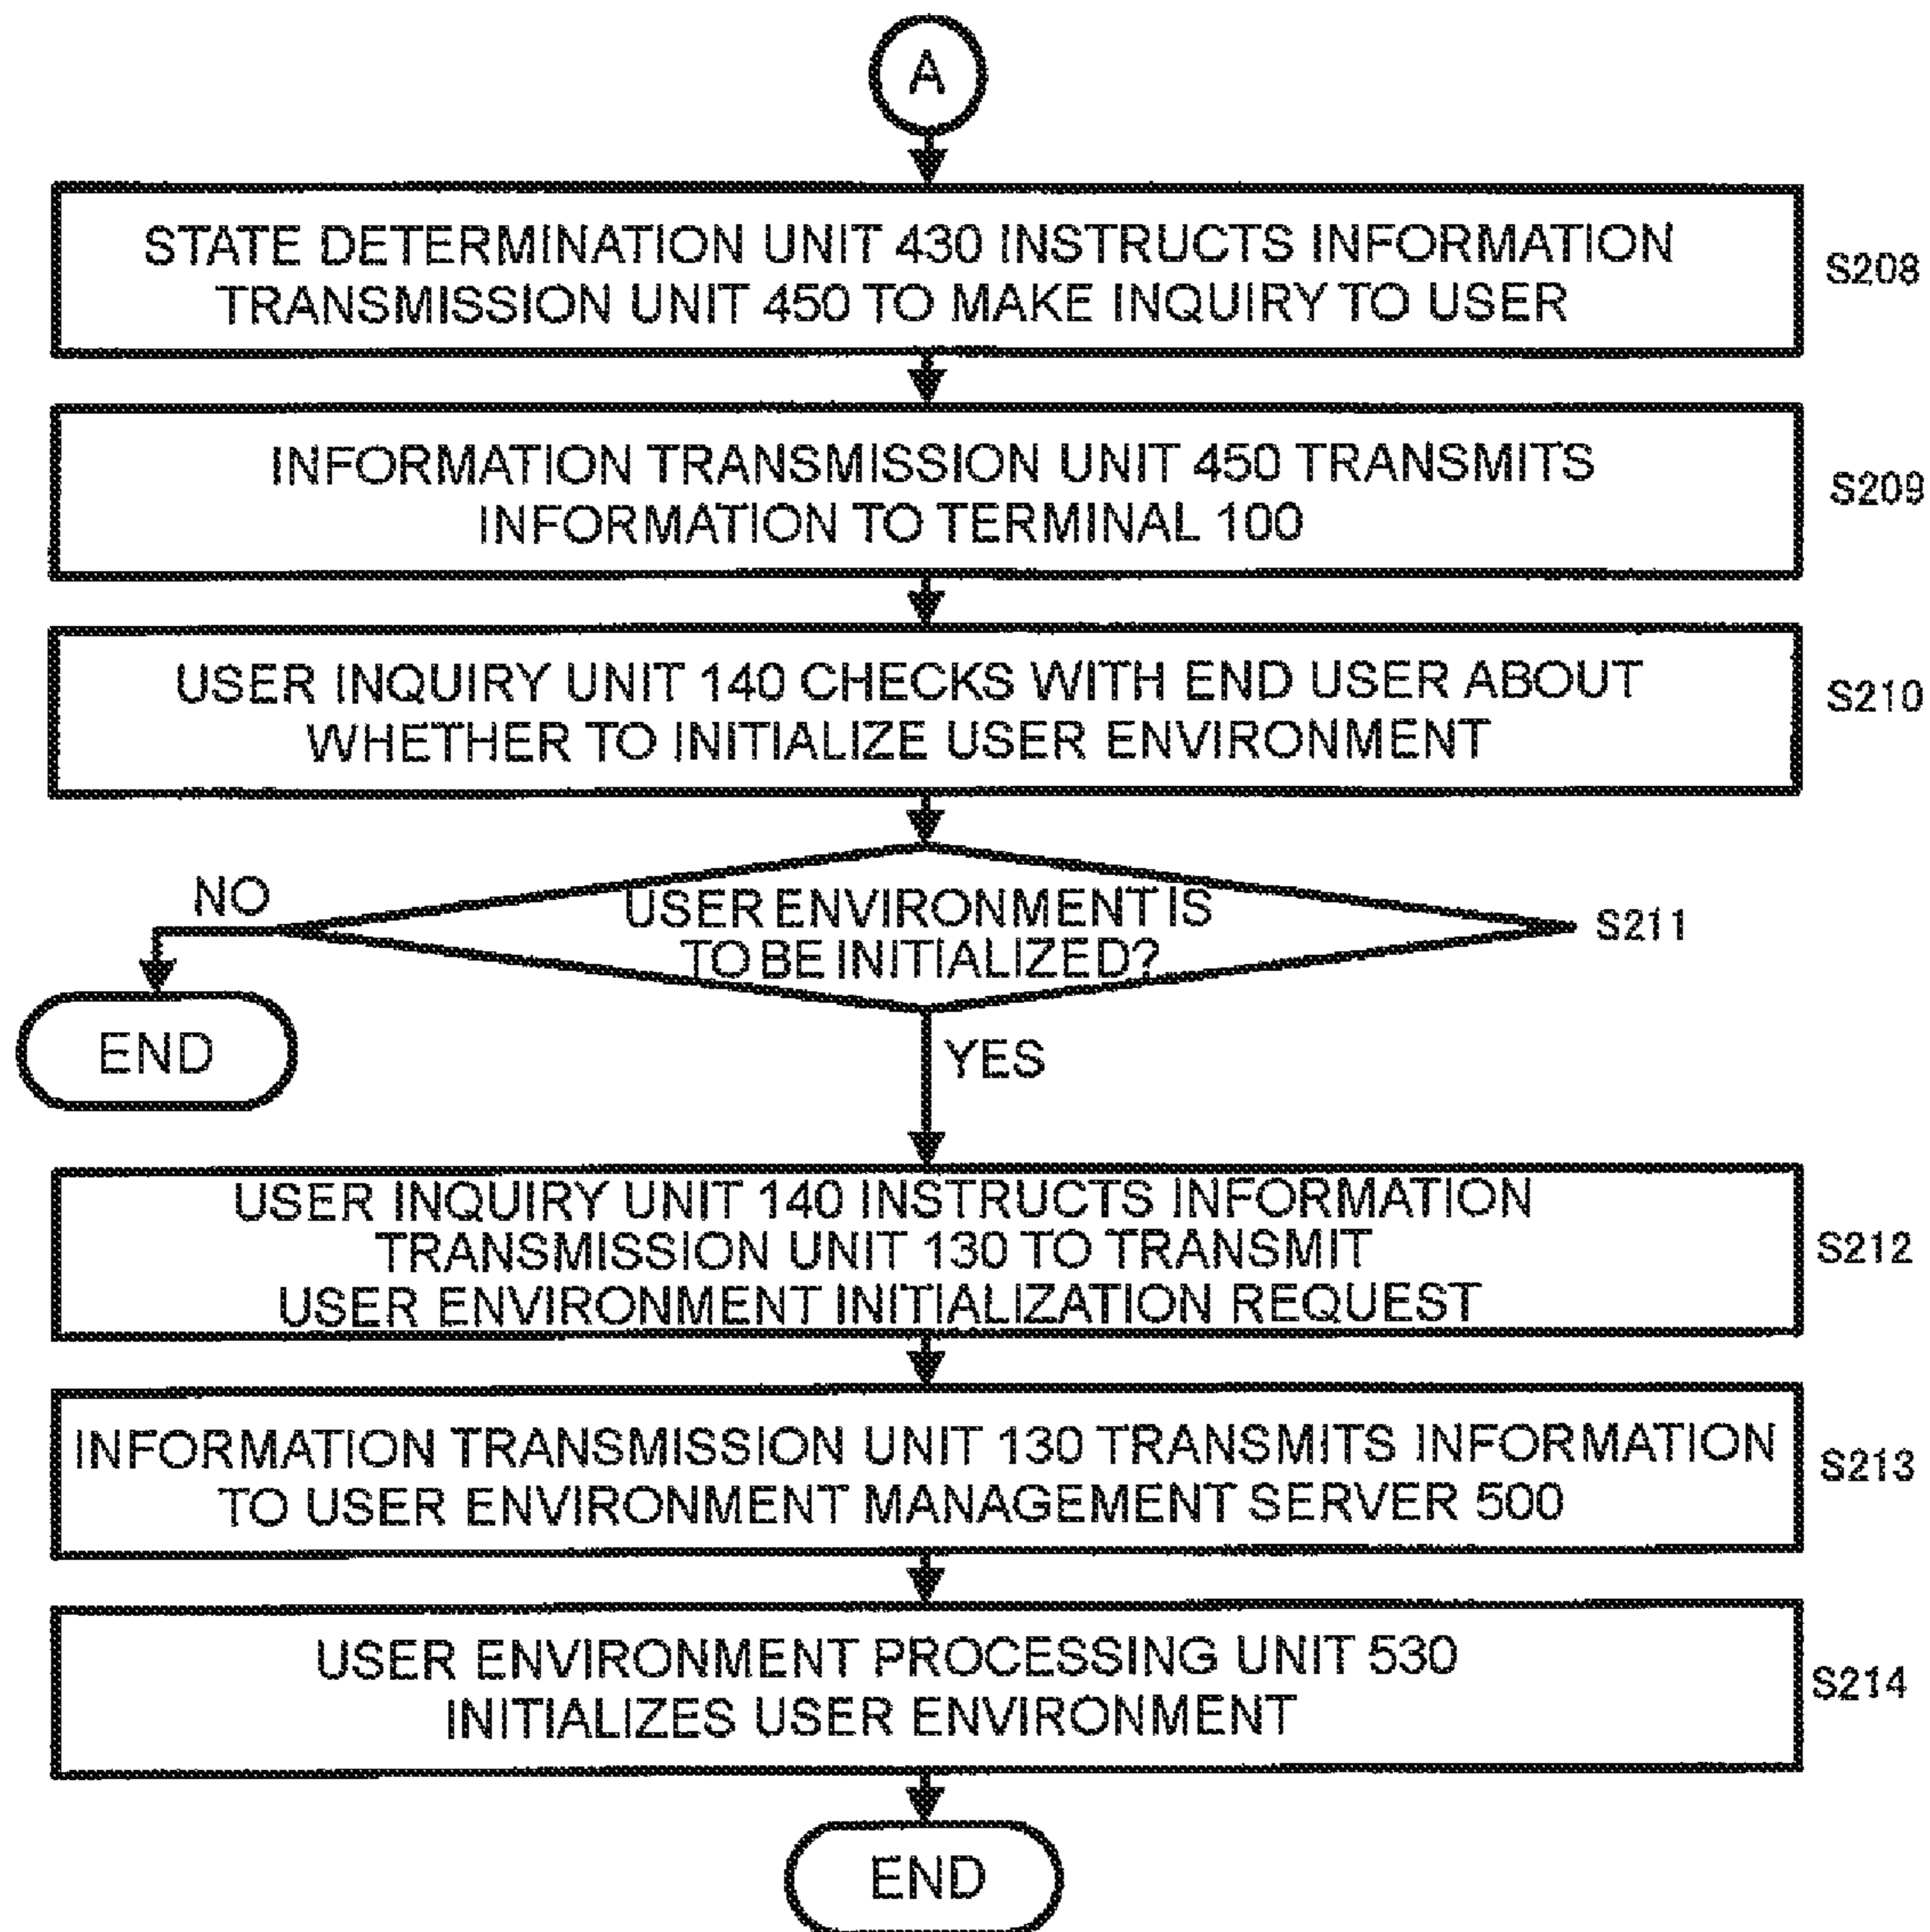 A
STATE DETERMINATION UNIT 430 INSTRUCTS INFORMATION
TRANSMISSION UNIT 450 TO MAKE INQUIRY TO USER
S208
INFORMATION TRANSMISSION UNIT 450 TRANSMITS
INFORMATION TO TERMINAL 100
S209
USER INQUIRY UNIT 140 CHECKS WITH END USER ABOUT
WHETHER TO INITIALIZE USER ENVIRONMENT
S210
NO
USER ENVIRONMENT IS
TO BE INITIALIZED?
S211
END
YES
USER INQUIRY UNIT 140 INSTRUCTS INFORMATION
TRANSMISSION UNIT 130 TO TRANSMIT
USER ENVIRONMENT INITIALIZATION REQUEST
S212
INFORMATION TRANSMISSION UNIT 130 TRANSMITS INFORMATION
TO USER ENVIRONMENT MANAGEMENT SERVER 500
S213
USER ENVIRONMENT PROCESSING UNIT 530
INITIALIZES USER ENVIRONMENT
S214
END